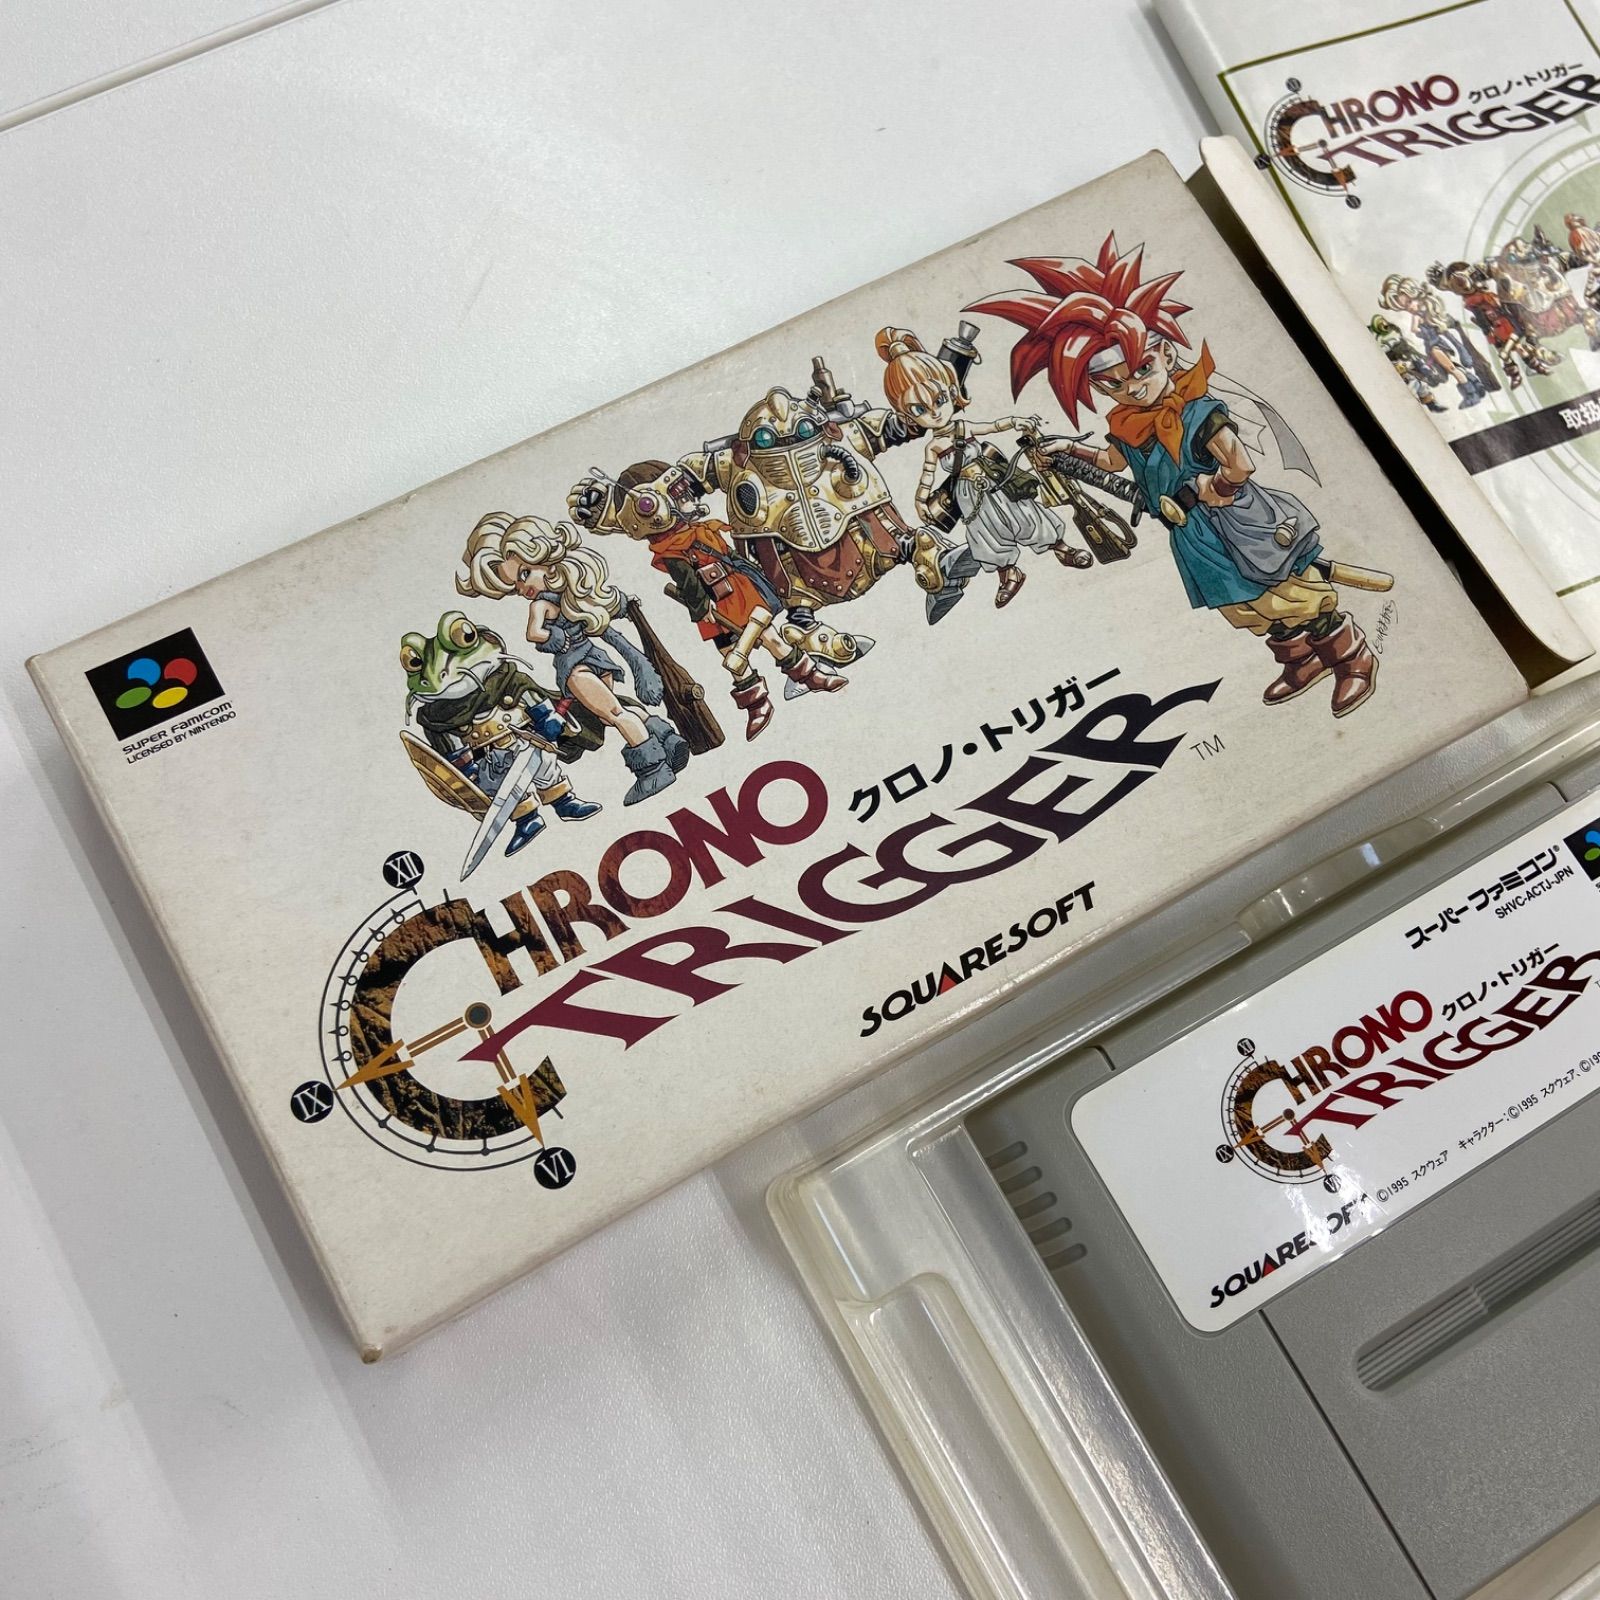 SUPER FAMICOM
LICENSED BY NINTENDO
CHRONO
クロノ・トリガー
TRIGGER
TM
XII
IX
VI
SQUARESOFT
CHRONO
クロノ・トリガー
TRIGGER
取扱
スーパーファミコン®
SHVC-ACTJ-JPN
CHRONO
クロノ・トリガー
TRIGGER
XII
IX
VI
©1995 スクウェア キャラクター:©1995 スクウェア、
SQUARESOFT